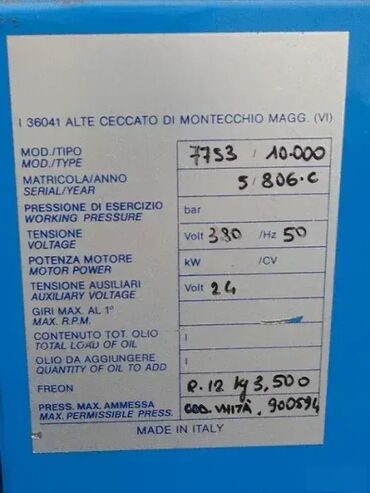 I 36041 ALTE CECCATO DI MONTECCHIO MAGG. (VI)
MOD./TIPO
MOD./TYPE 7753 / 10.000
MATRICOLA/ANNO
SERIAL/YEAR 5/806.C
PRESSIONE DI ESERCIZIO
WORKING PRESSURE bar
TENSIONE
VOLTAGE Volt 380 /Hz 50
POTENZA MOTORE
MOTOR POWER kW /CV
TENSIONE AUSILIARI
AUXILIARY VOLTAGE Volt 24
GIRI MAX. AL 1°
MAX. R.P.M.
CONTENUTO TOT. OLIO
TOTAL LOAD OF OIL l
OLIO DA AGGIUNGERE
QUANTITY OF OIL TO ADD l
FREON R.12 kg 3,500
PRESS. MAX. AMMESSA
MAX. PERMISSIBLE PRESS. COD. UNITÀ, 900594
MADE IN ITALY